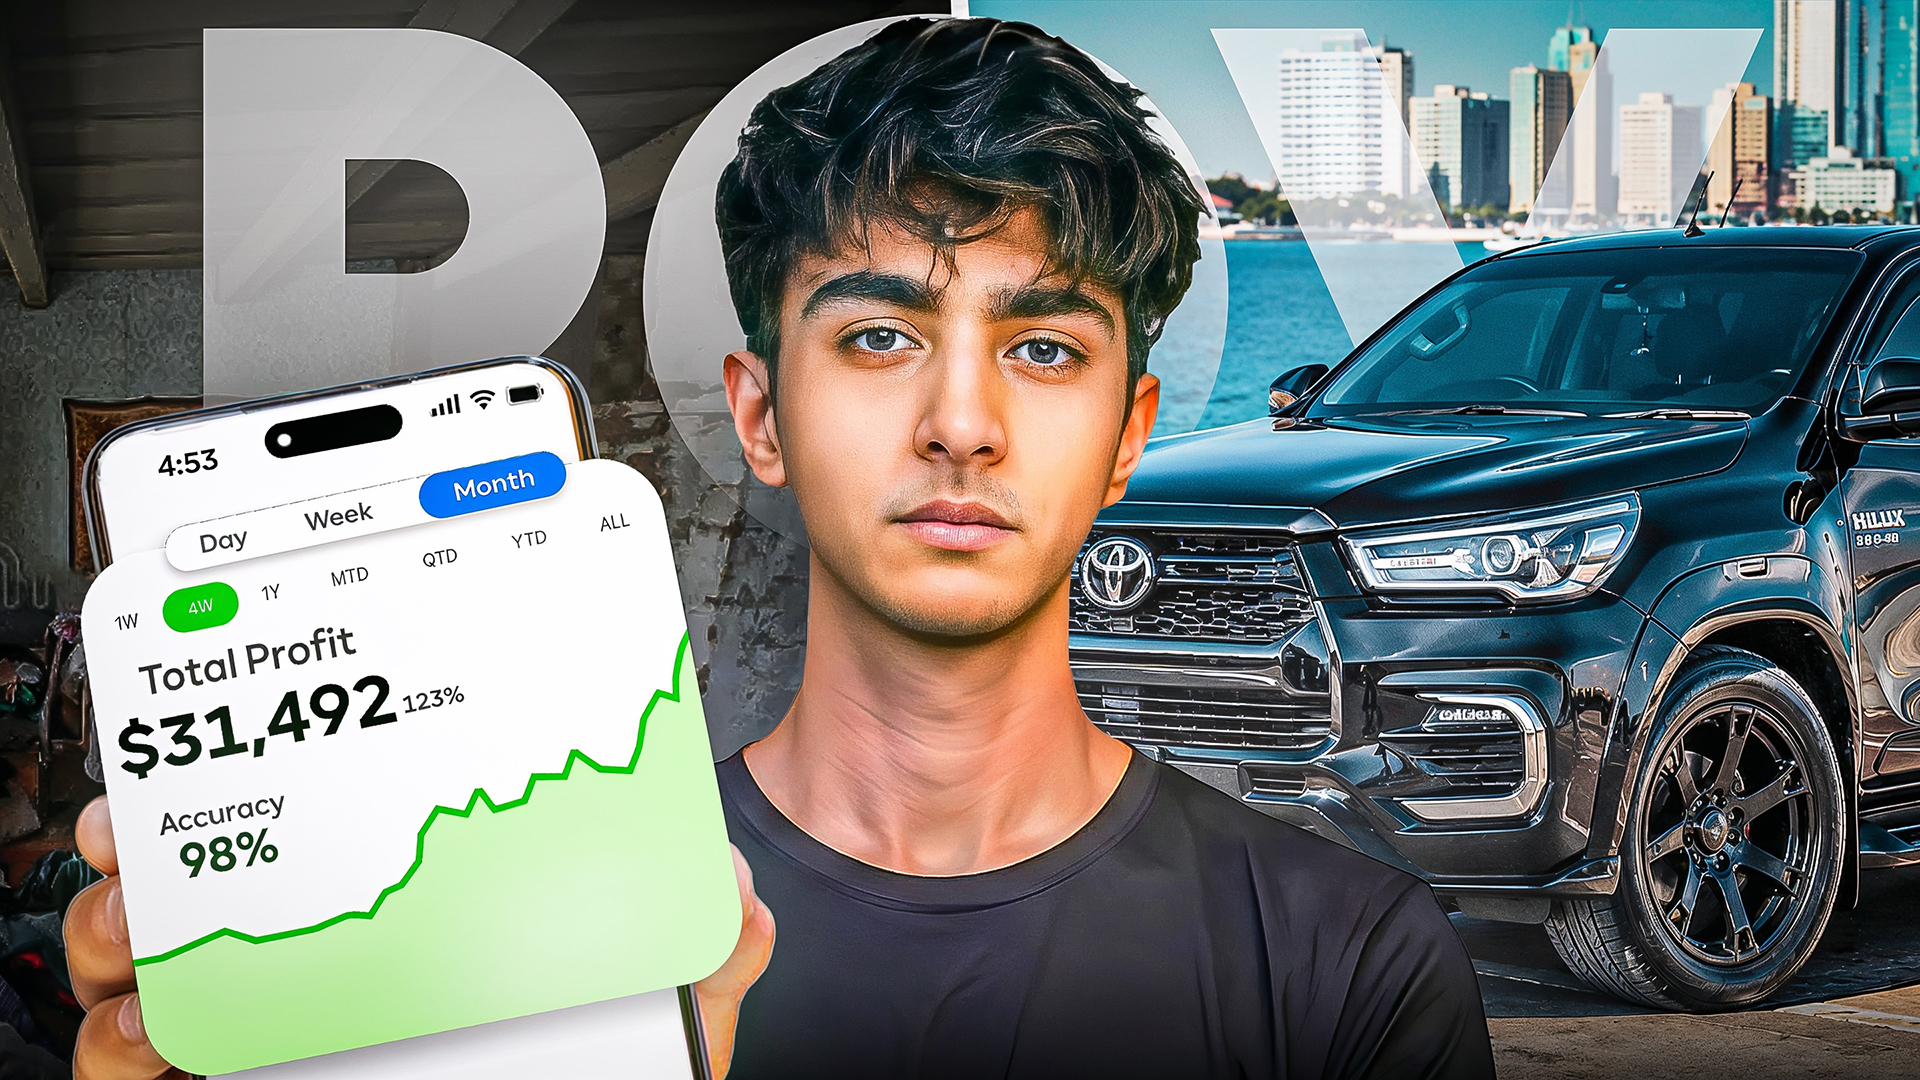 POV
4:53
Day Week Month
1W 4W 1Y MTD QTD YTD ALL
Total Profit
$31,492 123%
Accuracy
98%
HILUX